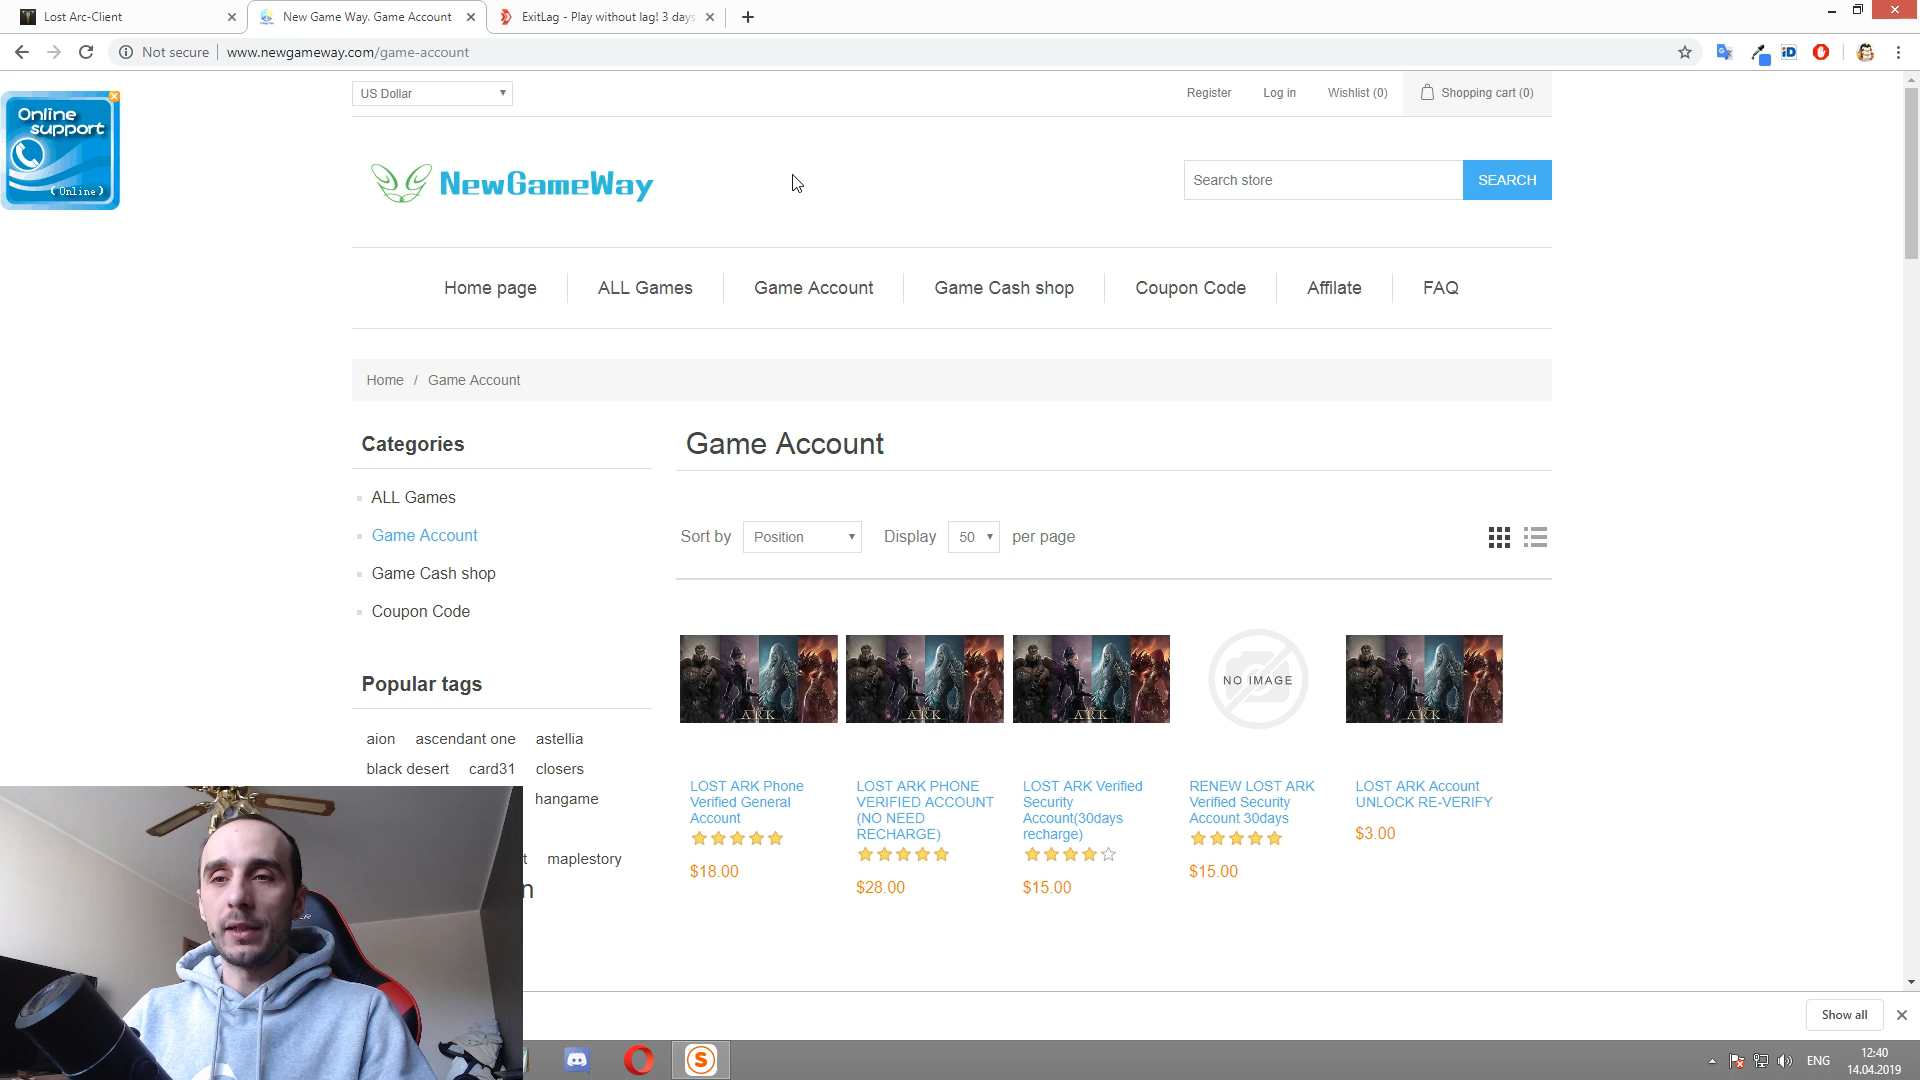 Lost Arc-Client
New Game Way. Game Account
ExitLag - Play without lag! 3 days
Not secure
www.newgameway.com/game-account
Online support
(Online)
US Dollar
Register
Log in
Wishlist (0)
Shopping cart (0)
NewGameWay
Search store
SEARCH
Home page
ALL Games
Game Account
Game Cash shop
Coupon Code
Affilate
FAQ
Home / Game Account
Categories
ALL Games
Game Account
Game Cash shop
Coupon Code
Popular tags
aion ascendant one astellia
black desert card31 closers
hangame
maplestory
Game Account
Sort by Position Display 50 per page
ARK
ARK
ARK
NO IMAGE
ARK
LOST ARK Phone
Verified General
Account
$18.00
LOST ARK PHONE
VERIFIED ACCOUNT
(NO NEED
RECHARGE)
$28.00
LOST ARK Verified
Security
Account(30days
recharge)
$15.00
RENEW LOST ARK
Verified Security
Account 30days
$15.00
LOST ARK Account
UNLOCK RE-VERIFY
$3.00
Show all
ENG
12:40
14.04.2019